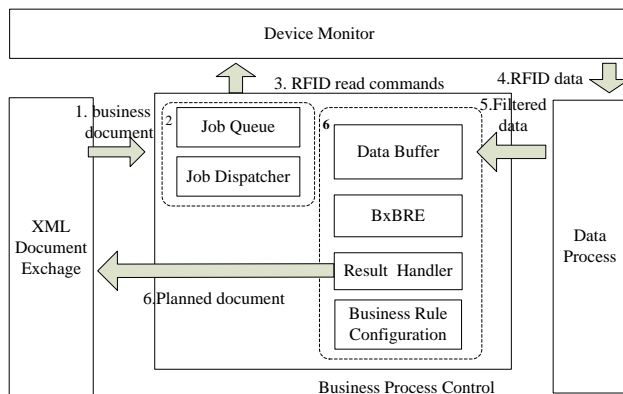 Device Monitor
3. RFID read commands
4.RFID data
1. business
document
2
Job Queue
Job Dispatcher
6
Data Buffer
BxBRE
Result Handler
Business Rule
Configuration
5.Filtered
data
XML
Document
Exchage
Data
Process
6.Planned document
Business Process Control